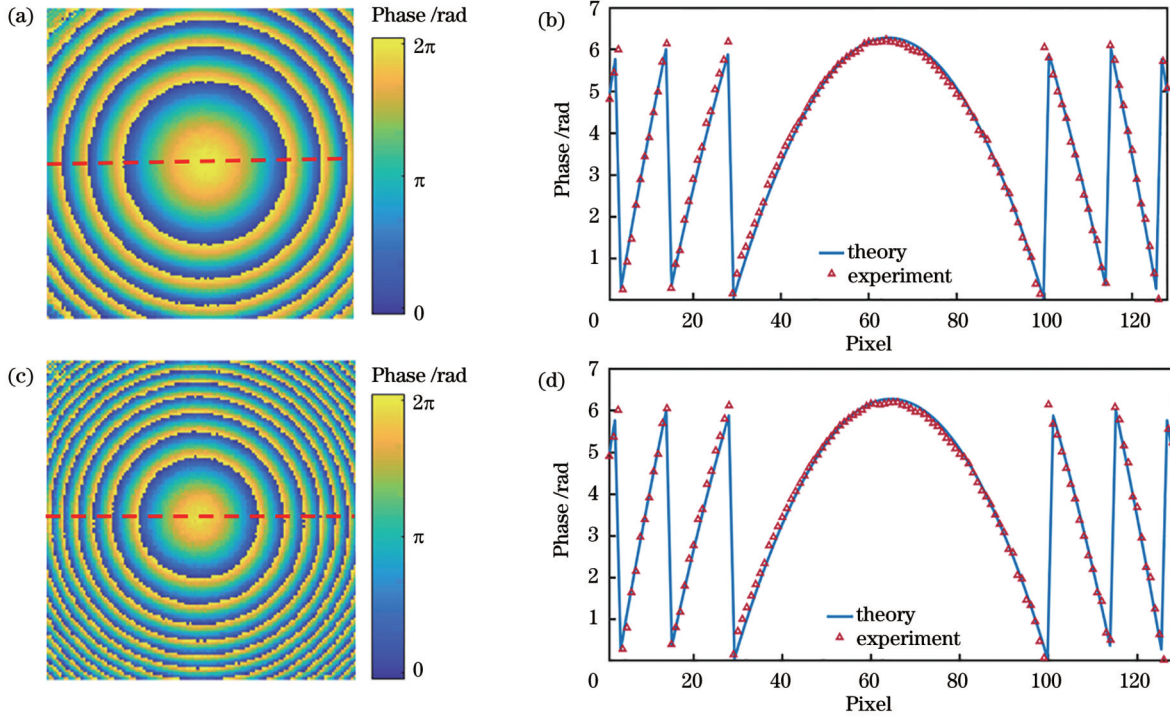 (a)
Phase /rad
2π
π
0
(b)
Phase /rad
7
6
5
4
3
2
1
0
20
40
60
80
100
120
Pixel
theory
experiment
(c)
Phase /rad
2π
π
0
(d)
Phase /rad
7
6
5
4
3
2
1
0
20
40
60
80
100
120
Pixel
theory
experiment